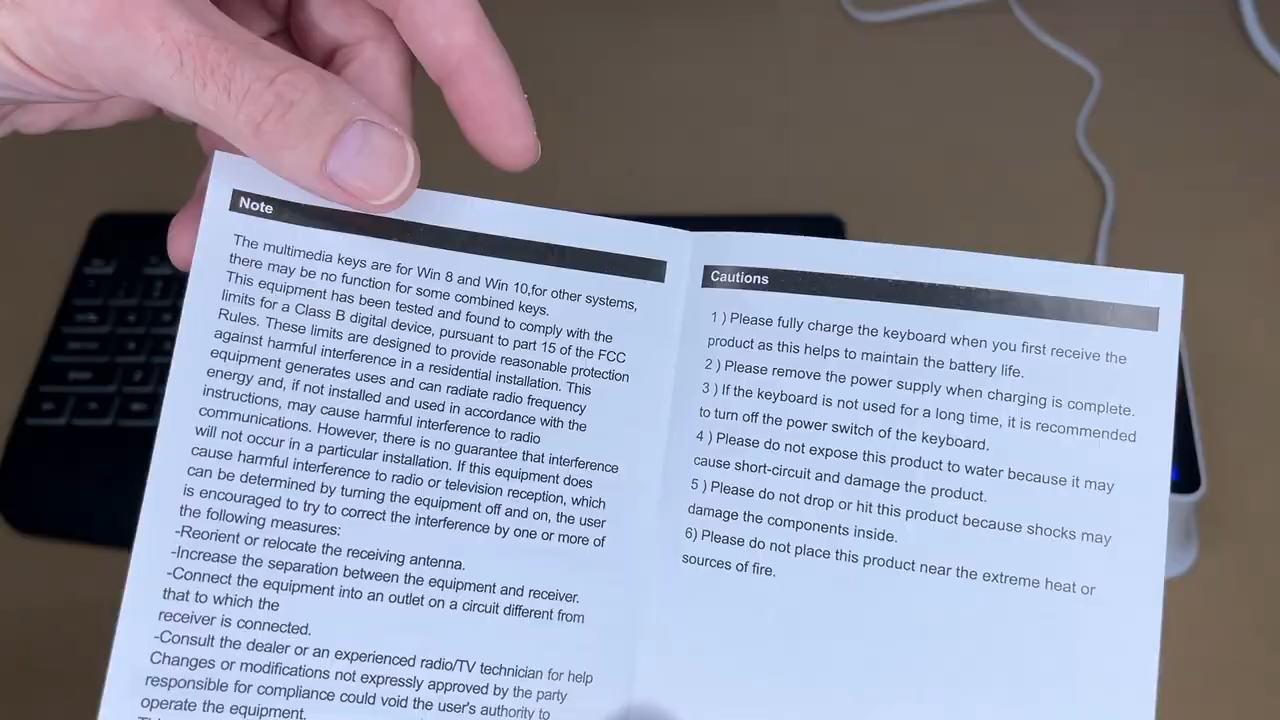 Note
The multimedia keys are for Win 8 and Win 10,for other systems,
there may be no function for some combined keys.
This equipment has been tested and found to comply with the
limits for a Class B digital device, pursuant to part 15 of the FCC
Rules. These limits are designed to provide reasonable protection
against harmful interference in a residential installation. This
equipment generates uses and can radiate radio frequency
energy and, if not installed and used in accordance with the
instructions, may cause harmful interference to radio
communications. However, there is no guarantee that interference
will not occur in a particular installation. If this equipment does
cause harmful interference to radio or television reception, which
can be determined by turning the equipment off and on, the user
is encouraged to try to correct the interference by one or more of
the following measures:
-Reorient or relocate the receiving antenna.
-Increase the separation between the equipment and receiver.
-Connect the equipment into an outlet on a circuit different from
that to which the
receiver is connected.
-Consult the dealer or an experienced radio/TV technician for help
Changes or modifications not expressly approved by the party
responsible for compliance could void the user's authority to
operate the equipment.
Cautions
1 ) Please fully charge the keyboard when you first receive the
product as this helps to maintain the battery life.
2 ) Please remove the power supply when charging is complete.
3 ) If the keyboard is not used for a long time, it is recommended
to turn off the power switch of the keyboard.
4 ) Please do not expose this product to water because it may
cause short-circuit and damage the product.
5 ) Please do not drop or hit this product because shocks may
damage the components inside.
6) Please do not place this product near the extreme heat or
sources of fire.